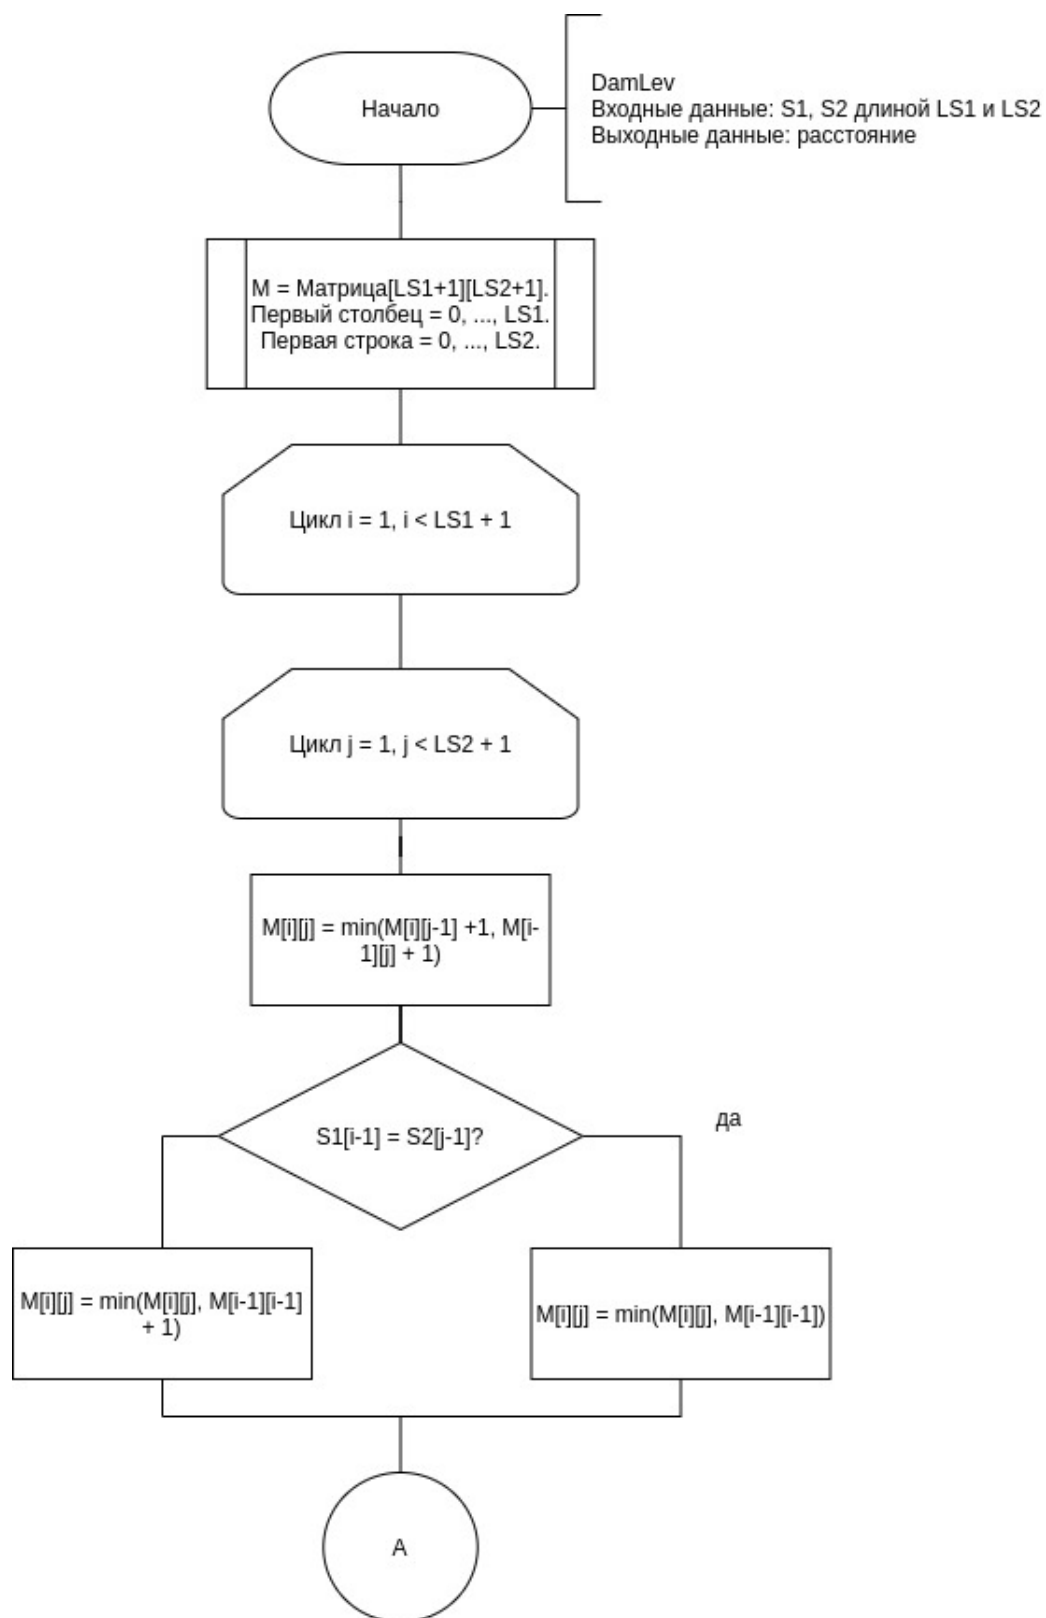 Начало
DamLev
Входные данные: S1, S2 длиной LS1 и LS2
Выходные данные: расстояние
M = Матрица[LS1+1][LS2+1].
Первый столбец = 0, ..., LS1.
Первая строка = 0, ..., LS2.
Цикл i = 1, i < LS1 + 1
Цикл j = 1, j < LS2 + 1
M[i][j] = min(M[i][j-1] +1, M[i-
1][j] + 1)
S1[i-1] = S2[j-1]?
да
M[i][j] = min(M[i][j], M[i-1][i-1]
+ 1)
M[i][j] = min(M[i][j], M[i-1][i-1])
A